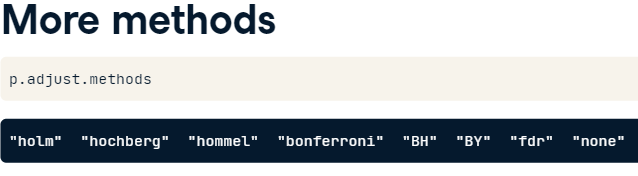 More methods
p.adjust.methods
"holm" "hochberg" "hommel" "bonferroni" "BH" "BY" "fdr" "none"